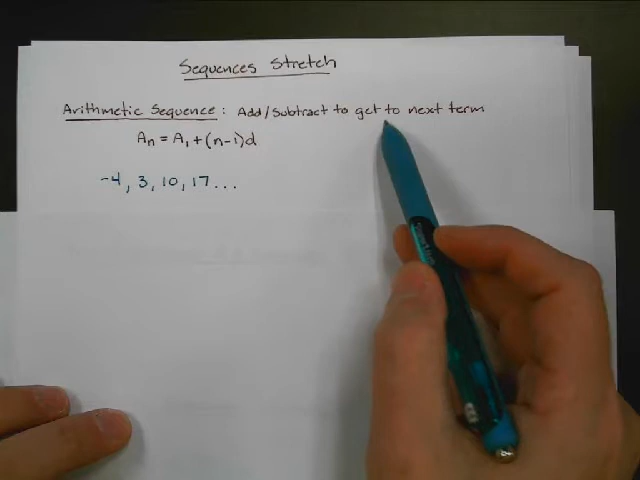 Sequences Stretch
Arithmetic Sequence: Add/Subtract to get to next term
An = A1 + (n-1)d
-4, 3, 10, 17...